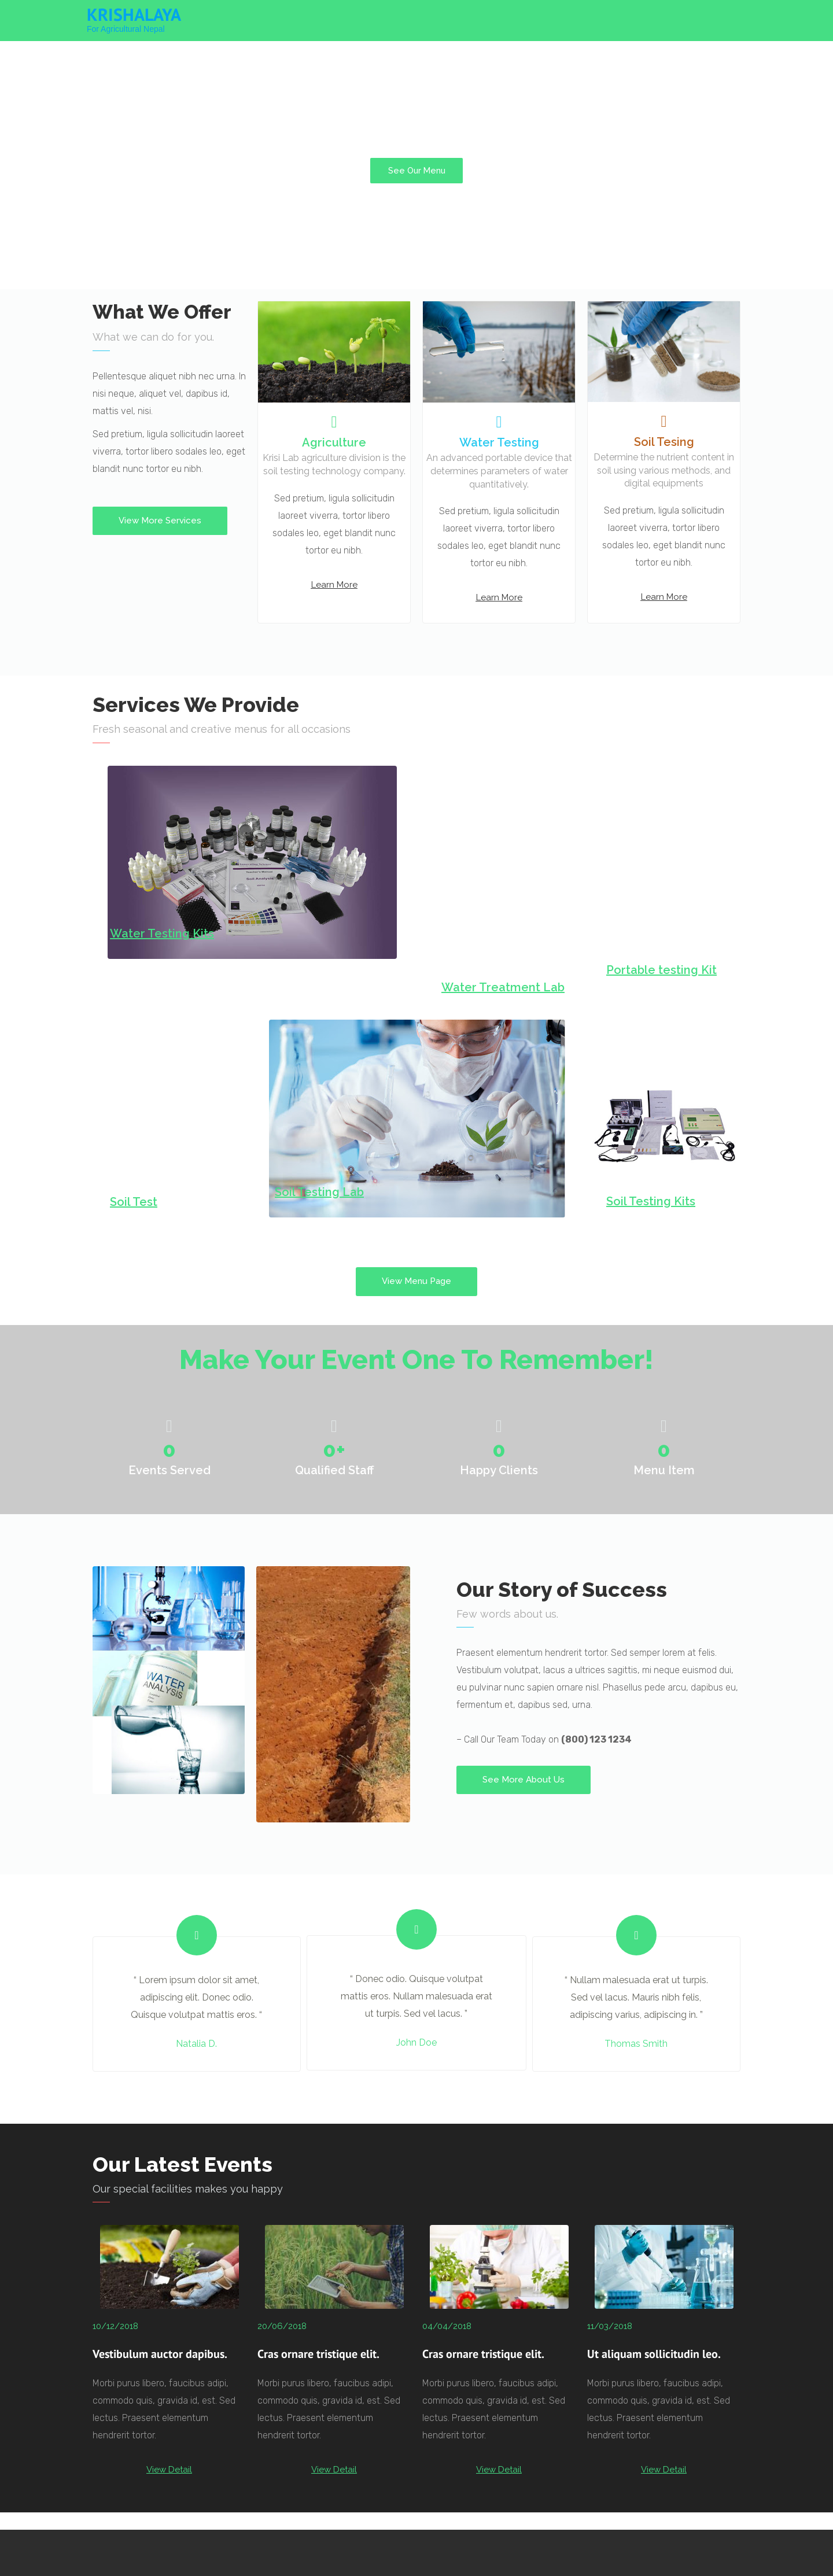 KRISHALAYA
For Agricultural Nepal
See Our Menu
What We Offer
What we can do for you.
Pellentesque aliquet nibh nec urna. In
nisi neque, aliquet vel, dapibus id,
mattis vel, nisi.
Sed pretium, ligula sollicitudin laoreet
viverra, tortor libero sodales leo, eget
blandit nunc tortor eu nibh.
View More Services
Agriculture
Krisi Lab agriculture division is the
soil testing technology company.
Sed pretium, ligula sollicitudin
laoreet viverra, tortor libero
sodales leo, eget blandit nunc
tortor eu nibh.
Learn More
Water Testing
An advanced portable device that
determines parameters of water
quantitatively.
Sed pretium, ligula sollicitudin
laoreet viverra, tortor libero
sodales leo, eget blandit nunc
tortor eu nibh.
Learn More
Soil Tesing
Determine the nutrient content in
soil using various methods, and
digital equipments
Sed pretium, ligula sollicitudin
laoreet viverra, tortor libero
sodales leo, eget blandit nunc
tortor eu nibh.
Learn More
Services We Provide
Fresh seasonal and creative menus for all occasions
Water Testing Kits
Water Treatment Lab
Portable testing Kit
Soil Test
Soil Testing Lab
Soil Testing Kits
View Menu Page
Make Your Event One To Remember!
0
Events Served
0+
Qualified Staff
0
Happy Clients
0
Menu Item
WATER
ANALYSIS
Our Story of Success
Few words about us.
Praesent elementum hendrerit tortor. Sed semper lorem at felis.
Vestibulum volutpat, lacus a ultrices sagittis, mi neque euismod dui,
eu pulvinar nunc sapien ornare nisl. Phasellus pede arcu, dapibus eu,
fermentum et, dapibus sed, urna.
– Call Our Team Today on (800) 123 1234
See More About Us
“ Lorem ipsum dolor sit amet,
adipiscing elit. Donec odio.
Quisque volutpat mattis eros. “
Natalia D.
“ Donec odio. Quisque volutpat
mattis eros. Nullam malesuada erat
ut turpis. Sed vel lacus. ”
John Doe
“ Nullam malesuada erat ut turpis.
Sed vel lacus. Mauris nibh felis,
adipiscing varius, adipiscing in. ”
Thomas Smith
Our Latest Events
Our special facilities makes you happy
10/12/2018
Vestibulum auctor dapibus.
Morbi purus libero, faucibus adipi,
commodo quis, gravida id, est. Sed
lectus. Praesent elementum
hendrerit tortor.
View Detail
20/06/2018
Cras ornare tristique elit.
Morbi purus libero, faucibus adipi,
commodo quis, gravida id, est. Sed
lectus. Praesent elementum
hendrerit tortor.
View Detail
04/04/2018
Cras ornare tristique elit.
Morbi purus libero, faucibus adipi,
commodo quis, gravida id, est. Sed
lectus. Praesent elementum
hendrerit tortor.
View Detail
11/03/2018
Ut aliquam sollicitudin leo.
Morbi purus libero, faucibus adipi,
commodo quis, gravida id, est. Sed
lectus. Praesent elementum
hendrerit tortor.
View Detail